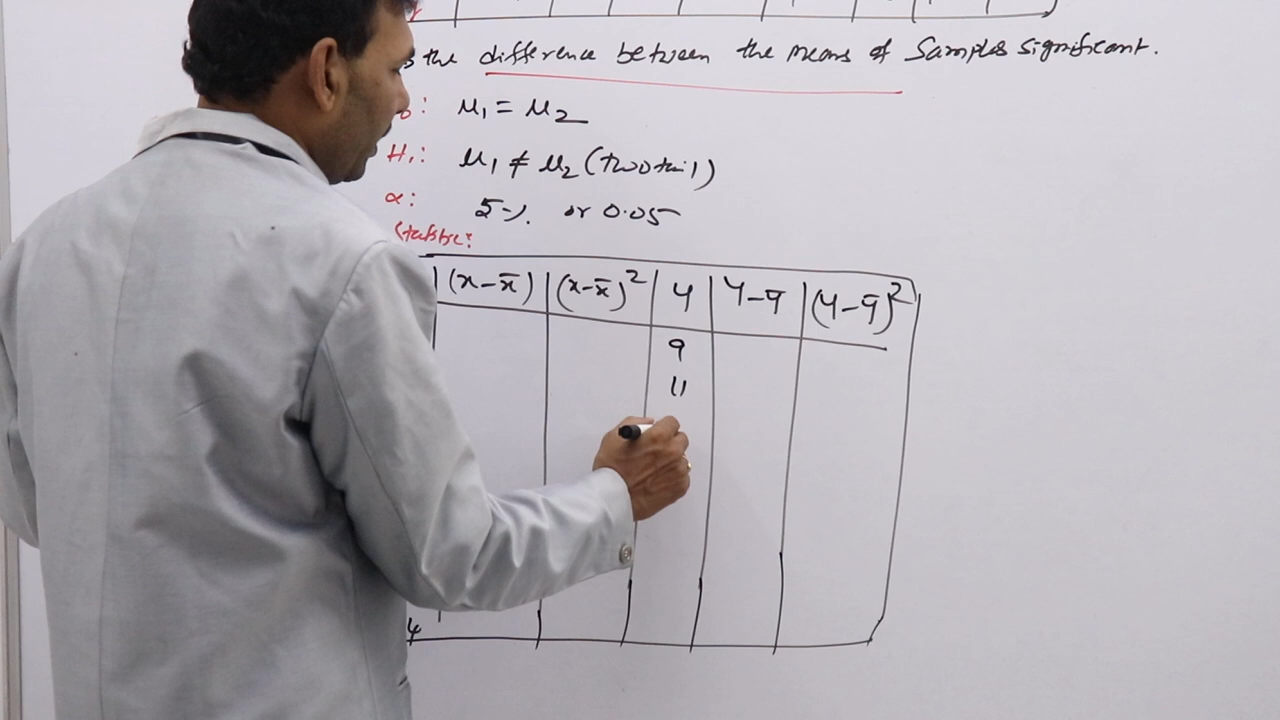 the difference between the means of Samples significant.
: μ₁ = μ₂
H₁: μ₁ ≠ μ₂ (two tail)
α: 5-/. or 0.05
(x-x̄) (x-x̄)² y y-ȳ (y-ȳ)²
9
11
4